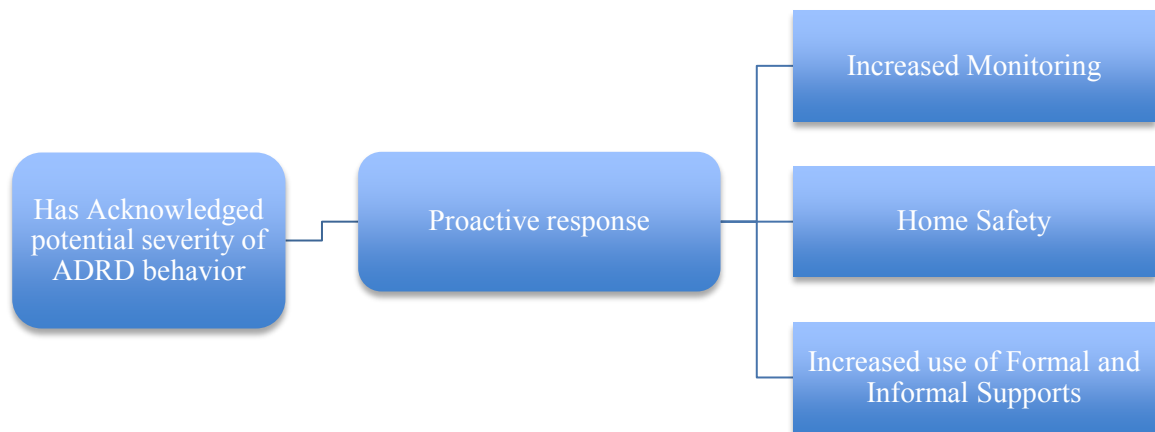 Has Acknowledged
potential severity of
ADRD behavior
Proactive response
Increased Monitoring
Home Safety
Increased use of Formal and
Informal Supports